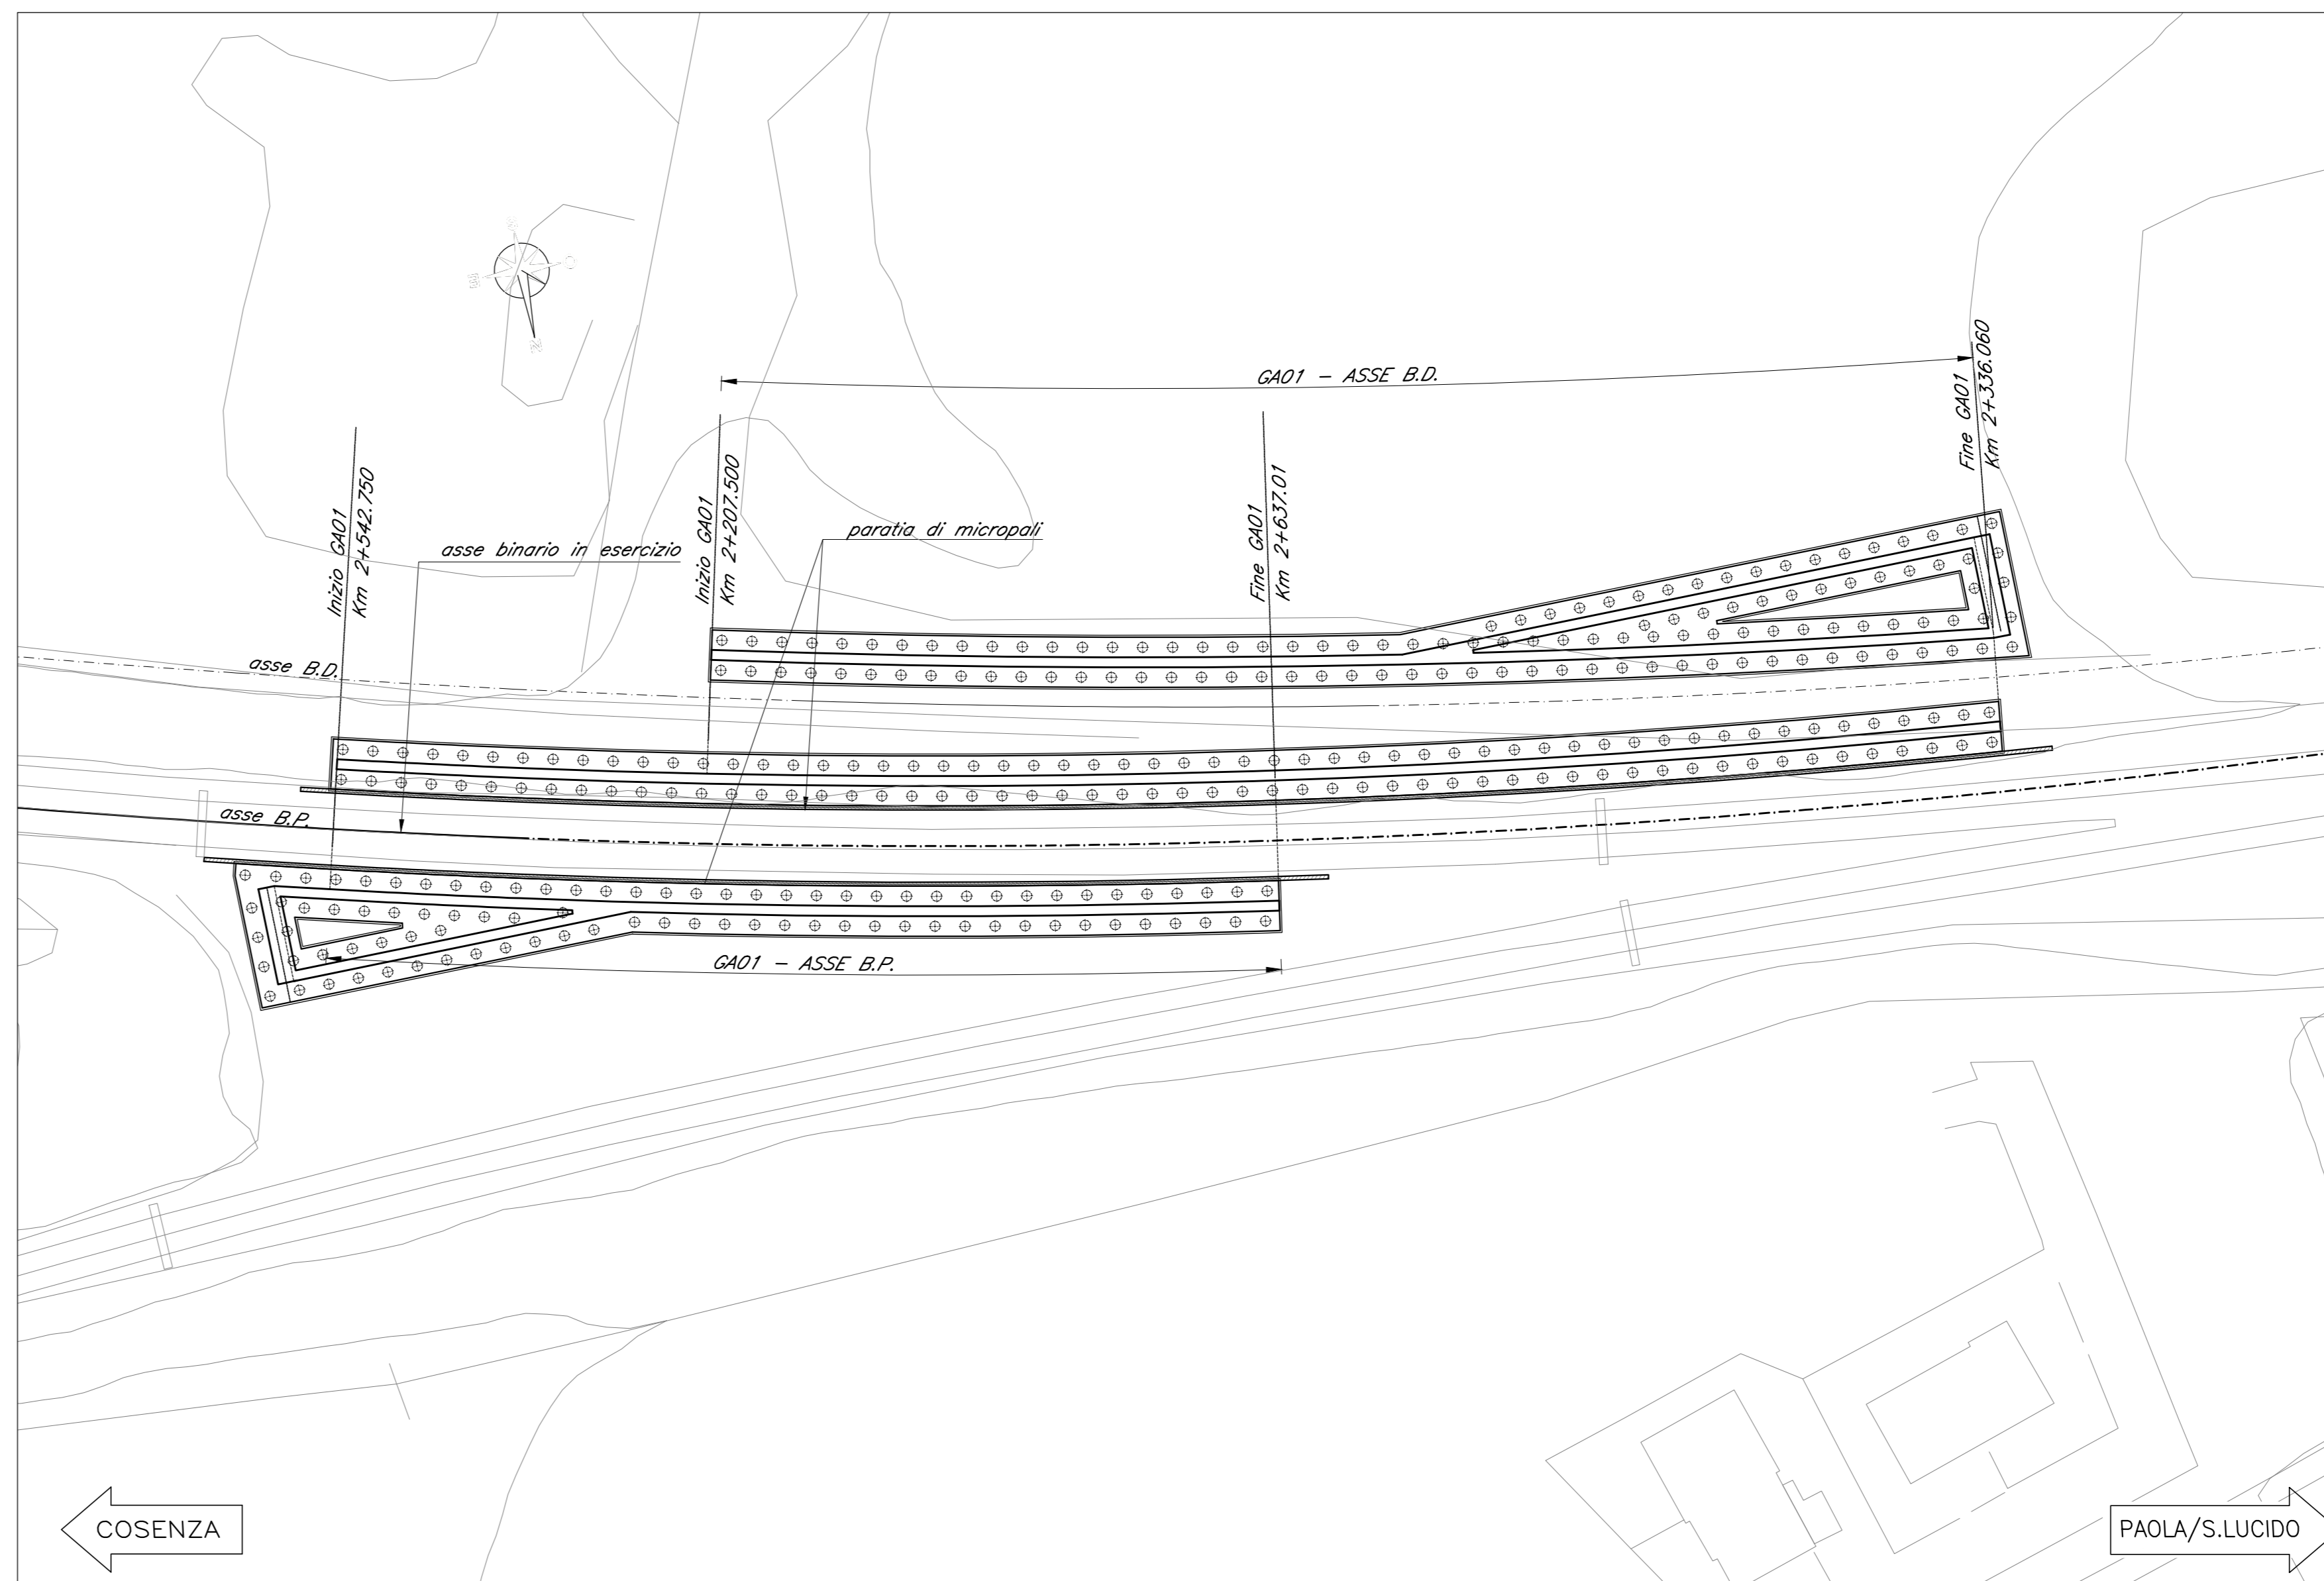 N
GA01 - ASSE B.D.
Fine GA01
Km 2+336.060
Inizio GA01
Km 2+542.750
Inizio GA01
Km 2+207.500
Fine GA01
Km 2+637.01
asse binario in esercizio
paratia di micropali
asse B.D.
asse B.P.
GA01 - ASSE B.P.
COSENZA
PAOLA/S.LUCIDO